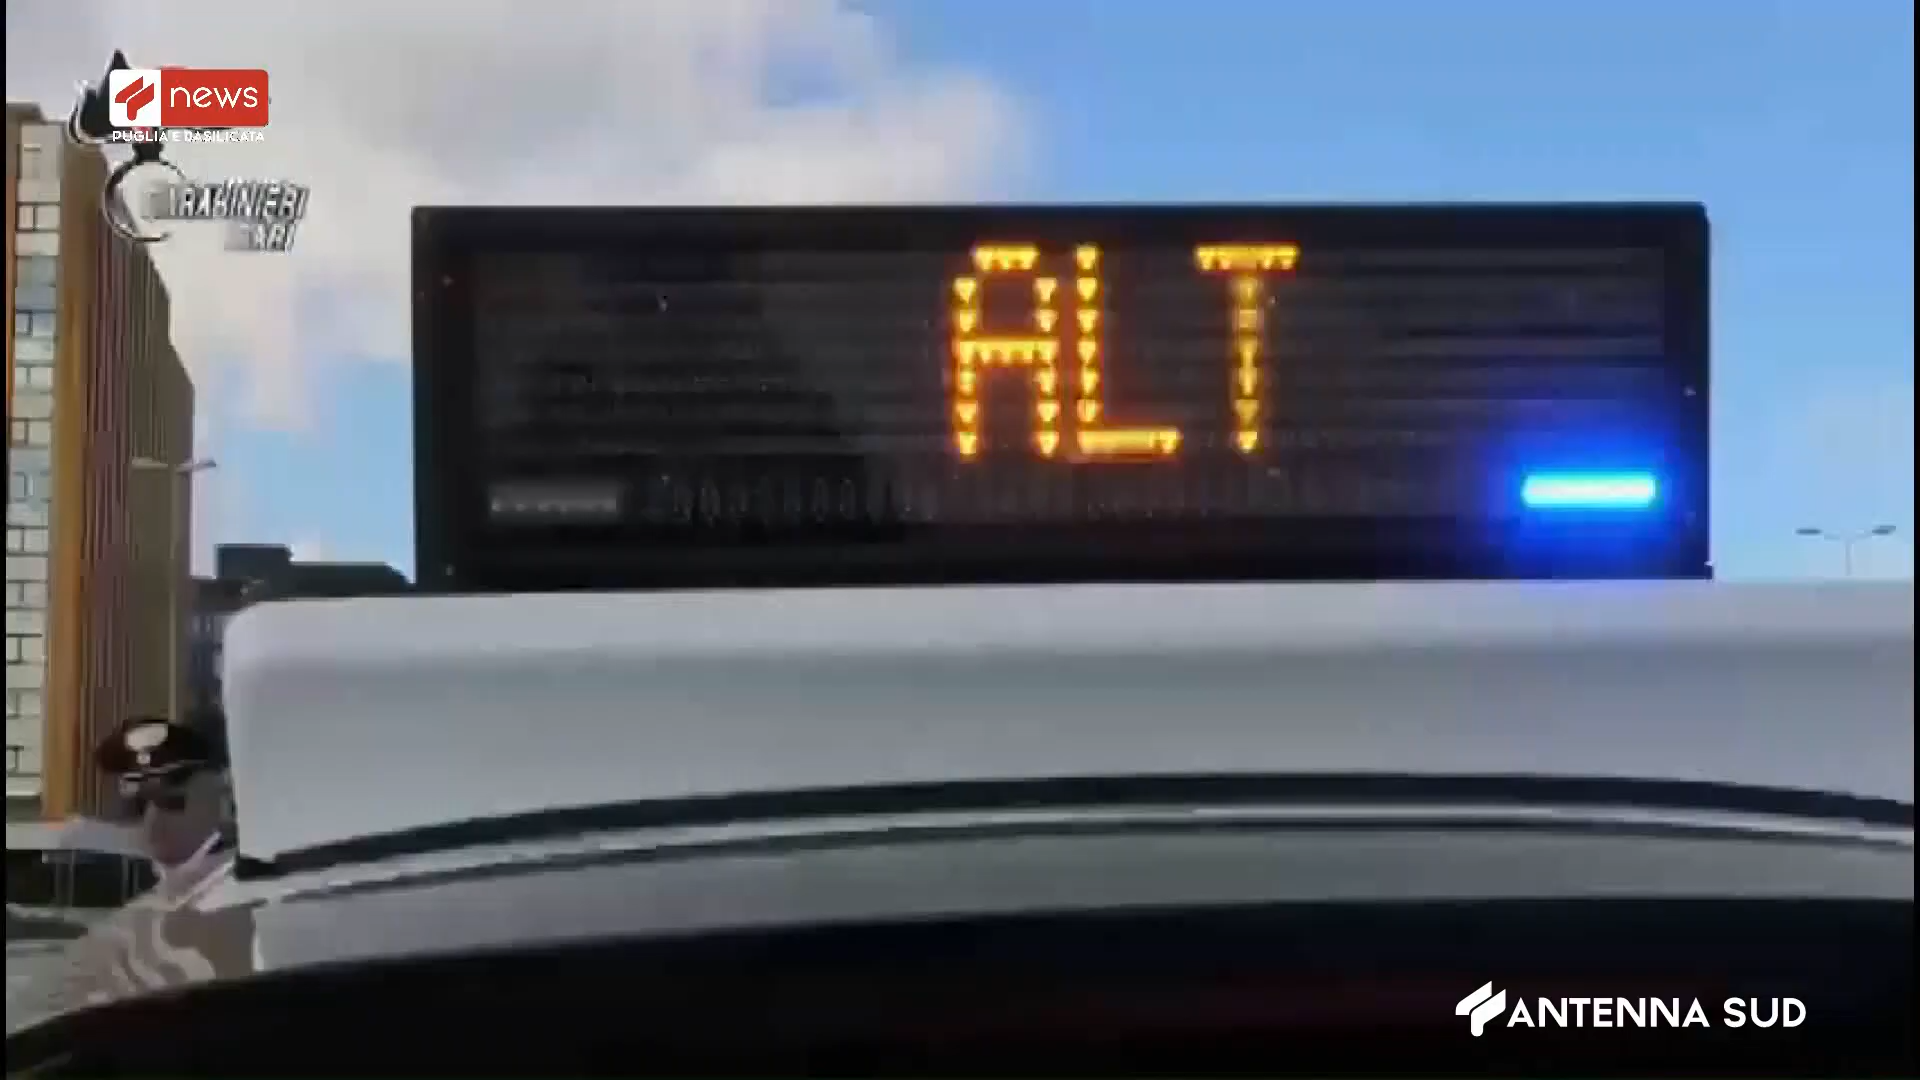 news
PUGLIA E BASILICATA
CARABINIERI
BARI
ALT
ANTENNA SUD